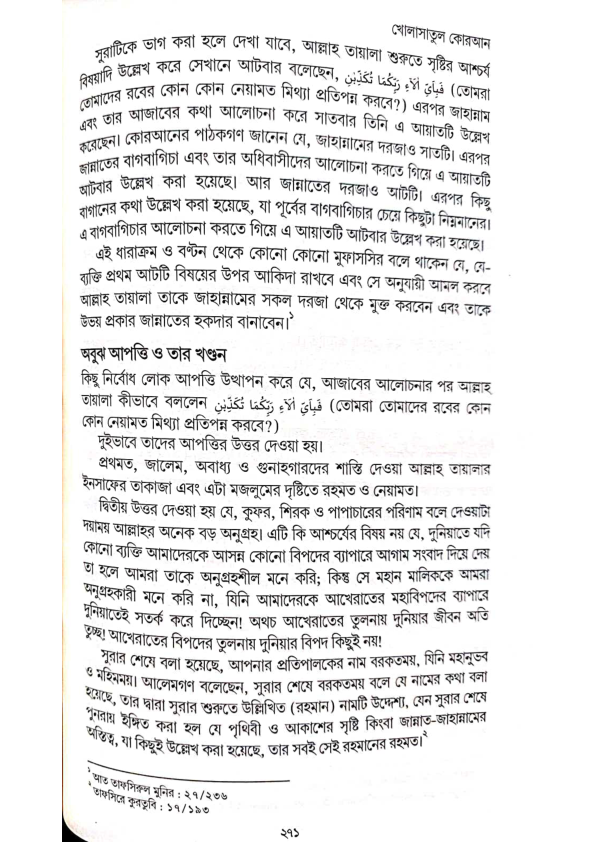 খোলাসাতুল কোরআন
সুরাটিকে ভাগ করা হলে দেখা যাবে, আল্লাহ তায়ালা শুরুতে সৃষ্টির আশ্চর্য
বিষয়াদি উল্লেখ করে সেখানে আটবার বলেছেন, فَبِاَيِّ اٰلَآءِ رَبِّكُمَا تُكَذِّبٰنِ (তোমরা
তোমাদের রবের কোন কোন নেয়ামত মিথ্যা প্রতিপন্ন করবে?) এরপর জাহান্নাম
এবং তার আজাবের কথা আলোচনা করে সাতবার তিনি এ আয়াতটি উল্লেখ
করেছেন। কোরআনের পাঠকগণ জানেন যে, জাহান্নামের দরজাও সাতটি। এরপর
জান্নাতের বাগবাগিচা এবং তার অধিবাসীদের আলোচনা করতে গিয়ে এ আয়াতটি
আটবার উল্লেখ করা হয়েছে। আর জান্নাতের দরজাও আটটি। এরপর কিছু
বাগানের কথা উল্লেখ করা হয়েছে, যা পূর্বের বাগবাগিচার চেয়ে কিছুটা নিম্নমানের।
এ বাগবাগিচার আলোচনা করতে গিয়ে এ আয়াতটি আটবার উল্লেখ করা হয়েছে।
এই ধারাক্রম ও বণ্টন থেকে কোনো কোনো মুফাসসির বলে থাকেন যে, যে-
ব্যক্তি প্রথম আটটি বিষয়ের উপর আকিদা রাখবে এবং সে অনুযায়ী আমল করবে
আল্লাহ তায়ালা তাকে জাহান্নামের সকল দরজা থেকে মুক্ত করবেন এবং তাকে
উভয় প্রকার জান্নাতের হকদার বানাবেন।১
অবুঝ আপত্তি ও তার খণ্ডন
কিছু নির্বোধ লোক আপত্তি উত্থাপন করে যে, আজাবের আলোচনার পর আল্লাহ
তায়ালা কীভাবে বললেন فَبِاَيِّ اٰلَآءِ رَبِّكُمَا تُكَذِّبٰنِ (তোমরা তোমাদের রবের কোন
কোন নেয়ামত মিথ্যা প্রতিপন্ন করবে?)
দুইভাবে তাদের আপত্তির উত্তর দেওয়া হয়।
প্রথমত, জালেম, অবাধ্য ও গুনাহগারদের শাস্তি দেওয়া আল্লাহ তায়ালার
ইনসাফের তাকাজা এবং এটা মজলুমের দৃষ্টিতে রহমত ও নেয়ামত।
দ্বিতীয় উত্তর দেওয়া হয় যে, কুফর, শিরক ও পাপাচারের পরিণাম বলে দেওয়াটা
দয়াময় আল্লাহর অনেক বড় অনুগ্রহ। এটি কি আশ্চর্যের বিষয় নয় যে, দুনিয়াতে যদি
কোনো ব্যক্তি আমাদেরকে আসন্ন কোনো বিপদের ব্যাপারে আগাম সংবাদ দিয়ে দেয়
তা হলে আমরা তাকে অনুগ্রহশীল মনে করি; কিন্তু সে মহান মালিককে আমরা
অনুগ্রহকারী মনে করি না, যিনি আমাদেরকে আখেরাতের মহাবিপদের ব্যাপারে
দুনিয়াতেই সতর্ক করে দিচ্ছেন! অথচ আখেরাতের তুলনায় দুনিয়ার জীবন অতি
তুচ্ছ! আখেরাতের বিপদের তুলনায় দুনিয়ার বিপদ কিছুই নয়!
সুরার শেষে বলা হয়েছে, আপনার প্রতিপালকের নাম বরকতময়, যিনি মহানুভব
ও মহিমময়। আলেমগণ বলেছেন, সুরার শেষে বরকতময় বলে যে নামের কথা বলা
হয়েছে, তার দ্বারা সুরার শুরুতে উল্লিখিত (রহমান) নামটি উদ্দেশ্য, যেন সুরার শেষে
পুনরায় ইঙ্গিত করা হল যে পৃথিবী ও আকাশের সৃষ্টি কিংবা জান্নাত-জাহান্নামের
অস্তিত্ব, যা কিছুই উল্লেখ করা হয়েছে, তার সবই সেই রহমানের রহমত।২
১ আত তাফসিরুল মুনির : ২৭/২৩৬
২ তাফসিরে কুরতুবি : ১৭/১৯৩
২৭১